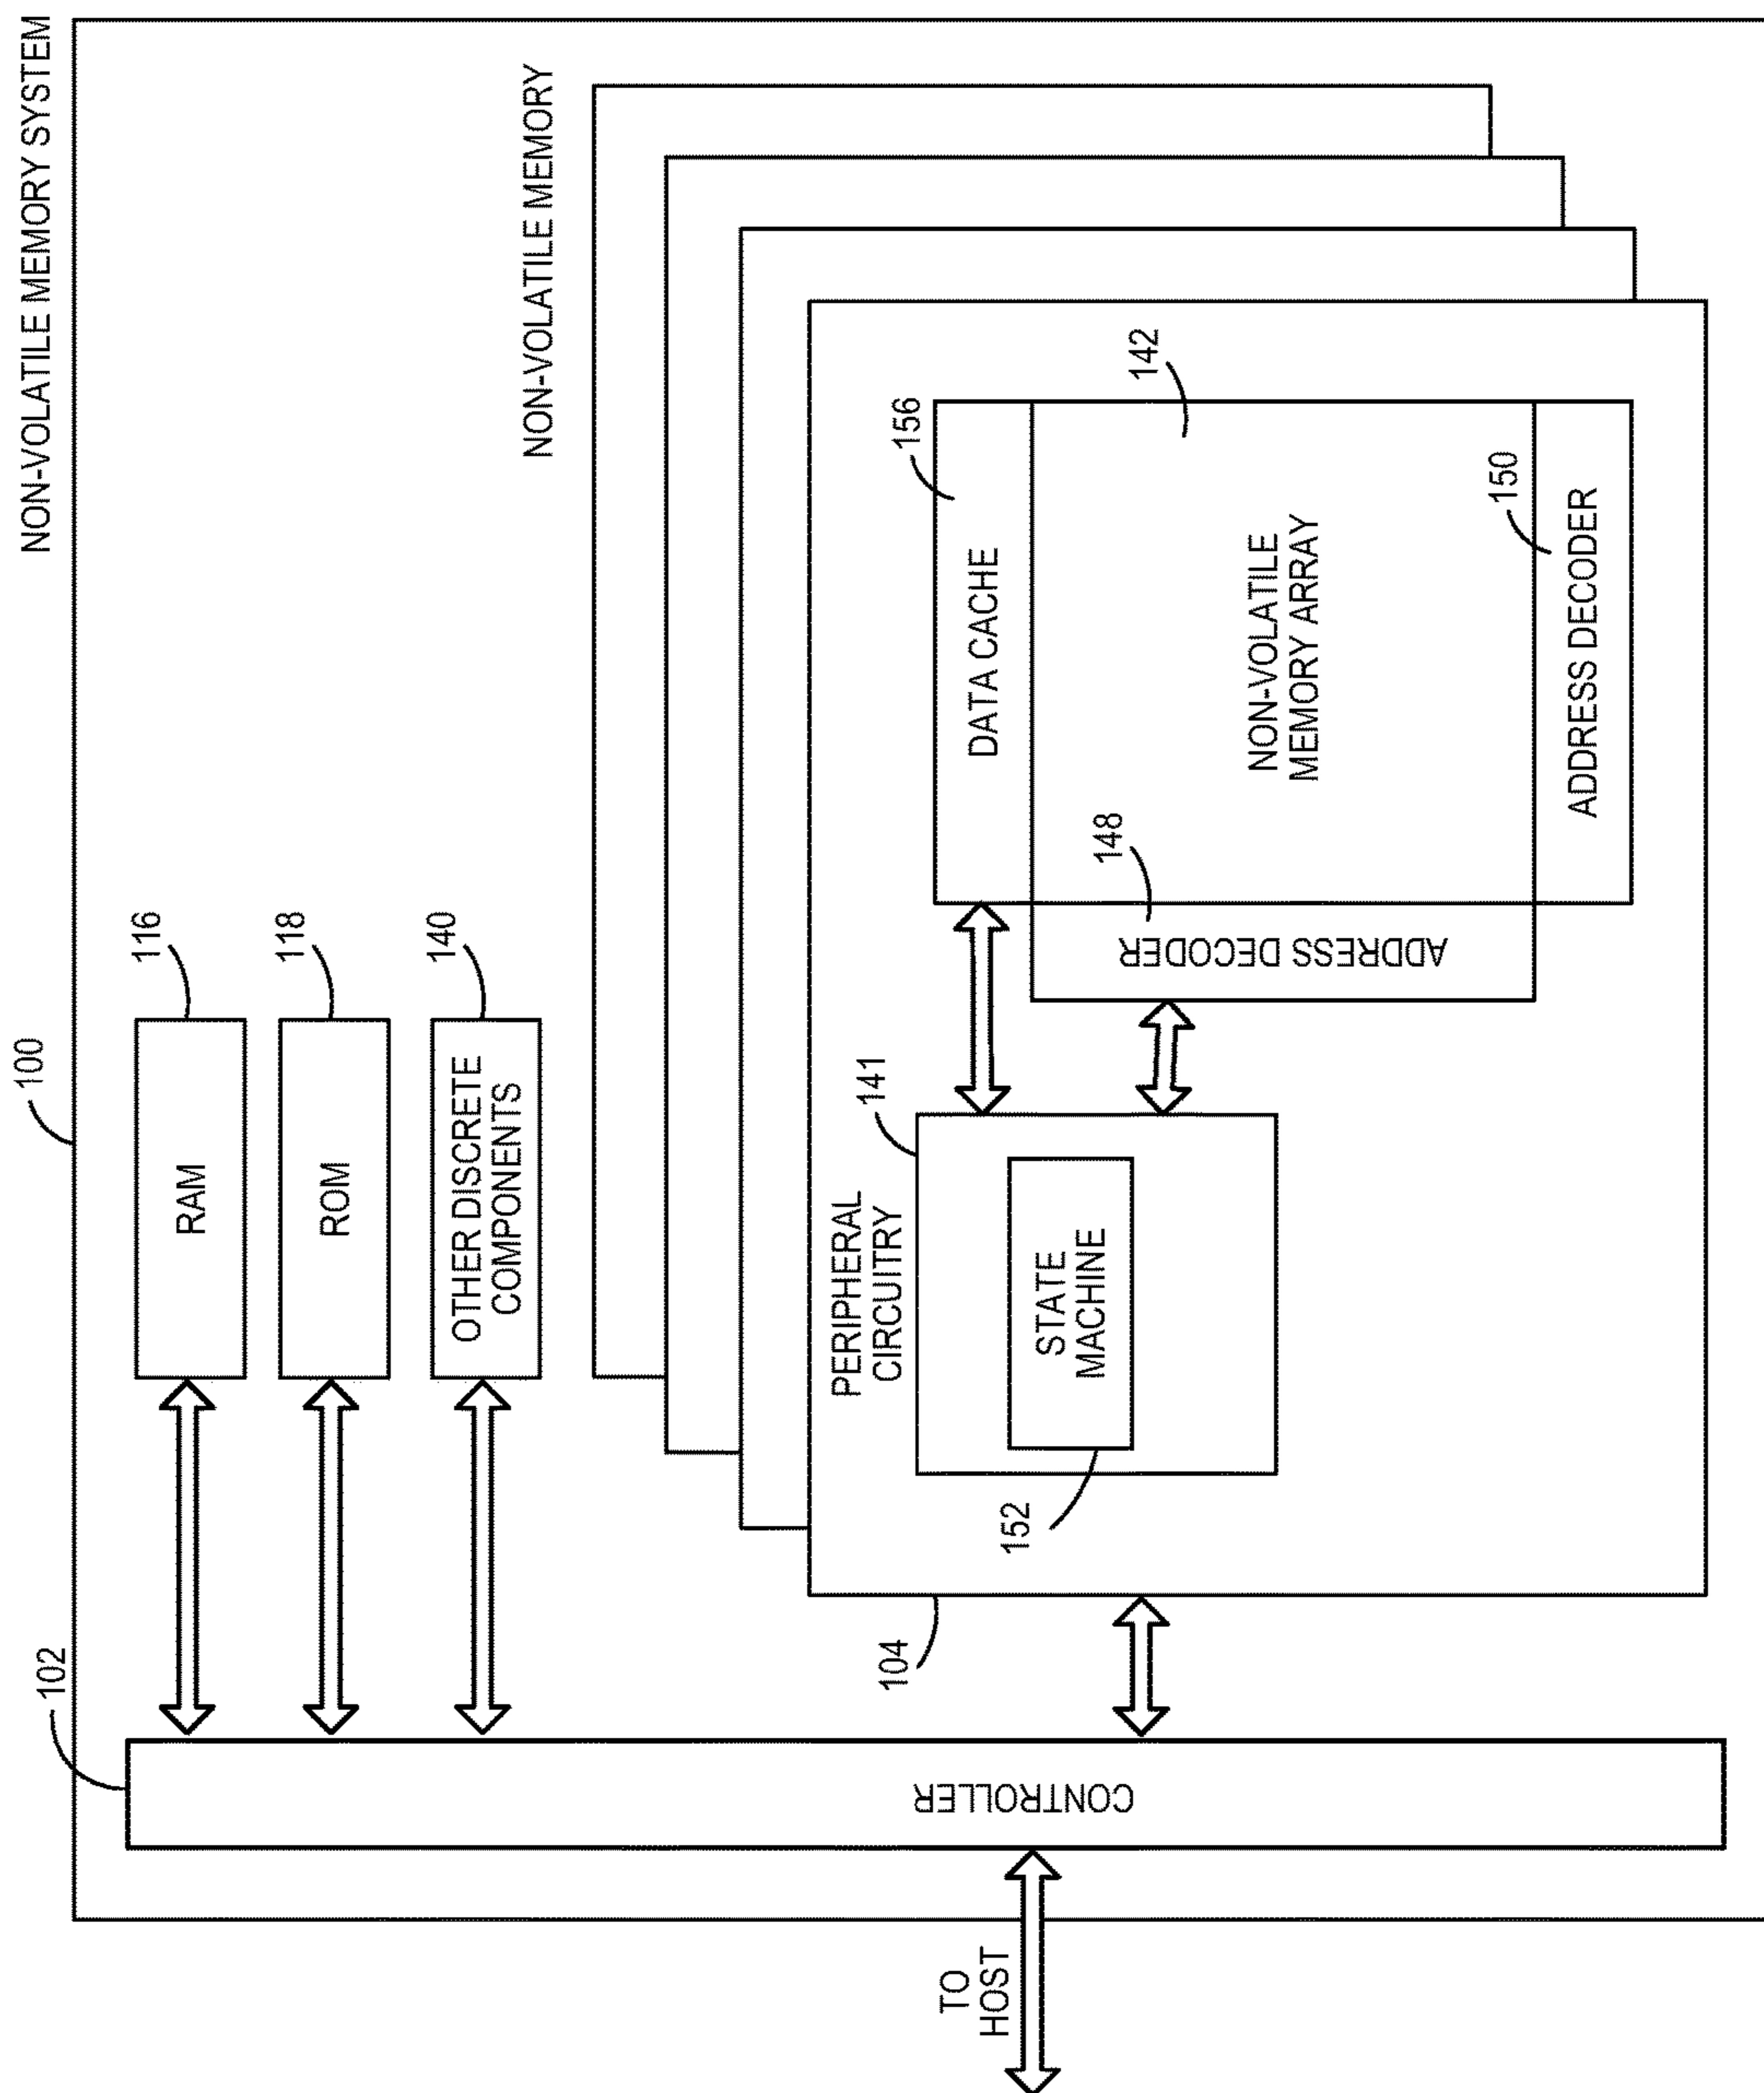 NON-VOLATILE MEMORY SYSTEM
100
102
116
RAM
118
ROM
140
OTHER DISCRETE
COMPONENTS
NON-VOLATILE MEMORY
TO
HOST
CONTROLLER
104
PERIPHERAL
CIRCUITRY
141
STATE
MACHINE
152
156
DATA CACHE
148
ADDRESS DECODER
142
NON-VOLATILE
MEMORY ARRAY
150
ADDRESS DECODER